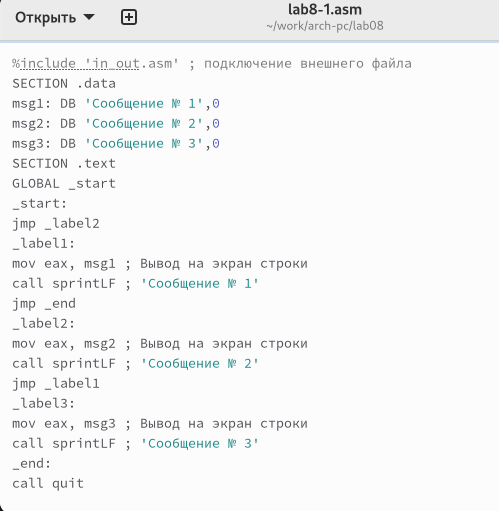 Открыть
lab8-1.asm
~/work/arch-pc/lab08
%include 'in_out.asm' ; подключение внешнего файла
SECTION .data
msg1: DB 'Сообщение № 1',0
msg2: DB 'Сообщение № 2',0
msg3: DB 'Сообщение № 3',0
SECTION .text
GLOBAL _start
_start:
jmp _label2
_label1:
mov eax, msg1 ; Вывод на экран строки
call sprintLF ; 'Сообщение № 1'
jmp _end
_label2:
mov eax, msg2 ; Вывод на экран строки
call sprintLF ; 'Сообщение № 2'
jmp _label1
_label3:
mov eax, msg3 ; Вывод на экран строки
call sprintLF ; 'Сообщение № 3'
_end:
call quit